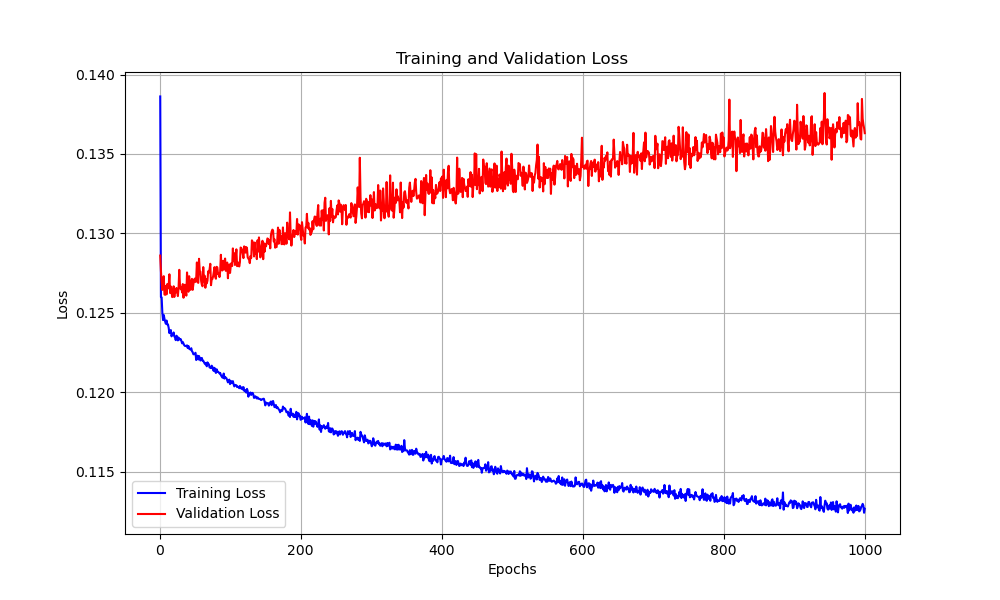 Training and Validation Loss
0.140
0.135
0.130
0.125
0.120
0.115
Loss
Training Loss
Validation Loss
0
200
400
600
800
1000
Epochs